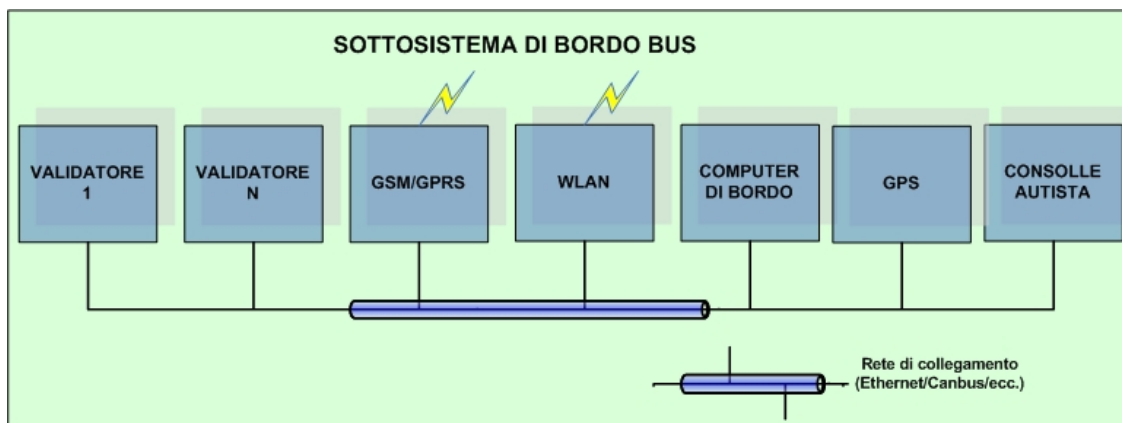 SOTTOSISTEMA DI BORDO BUS
VALIDATORE
1
VALIDATORE
N
GSM/GPRS
WLAN
COMPUTER
DI BORDO
GPS
CONSOLLE
AUTISTA
Rete di collegamento
(Ethernet/Canbus/ecc.)